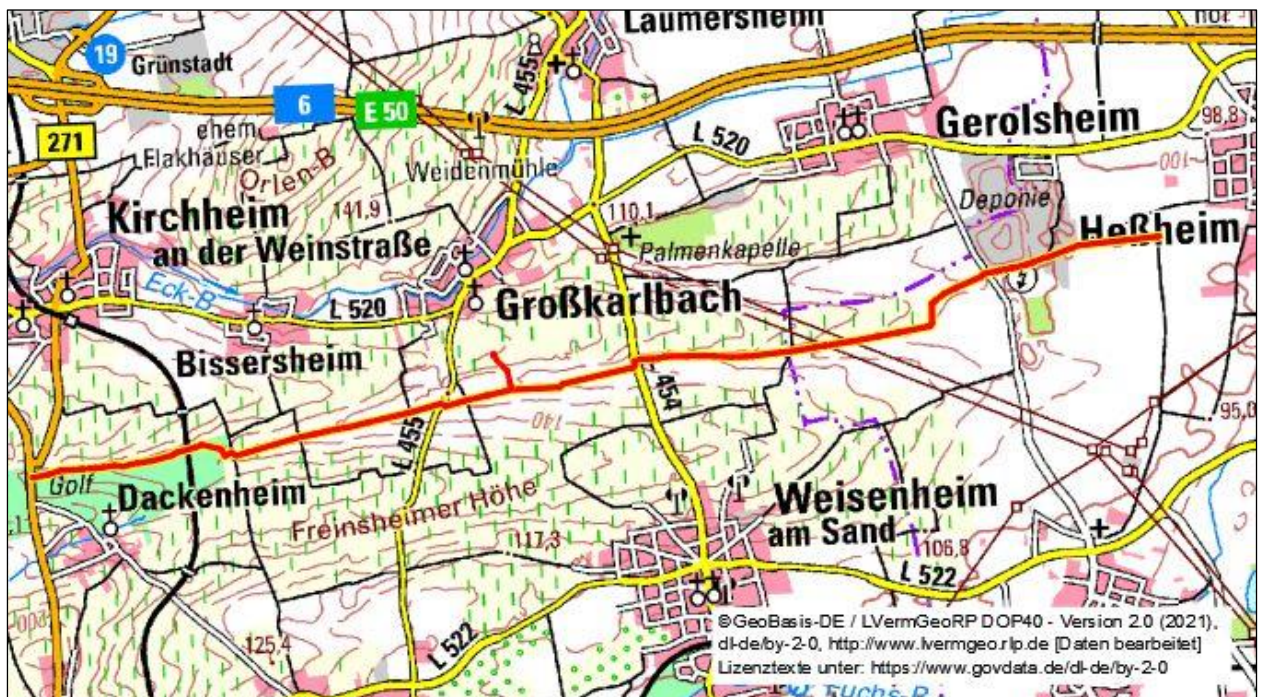 Laumersheim
19
Grünstadt
L 455
6
E 50
271
ehem.
Elakhäuser
Orlen-B
Weidenmühle
L 520
Gerolsheim
98,8
100
Kirchheim
an der Weinstraße
141,9
110,1
Palmenkapelle
Deponie
Heßheim
Eck-B
L 520
Großkarlbach
Bissersheim
454
140
95,0
L 455
Golf
Dackenheim
Freinsheimer Höhe
117,3
Weisenheim
am Sand
106,8
L 522
125,4
L 522
©GeoBasis-DE / LVermGeoRP DOP40 - Version 2.0 (2021),
dl-de/by-2-0, http://www.lvermgeo.rlp.de [Daten bearbeitet]
Lizenztexte unter: https://www.govdata.de/dl-de/by-2-0